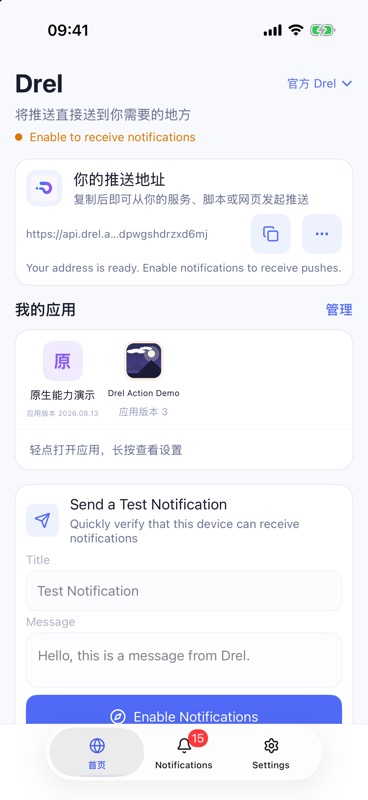 09:41
Drel
官方 Drel
将推送直接送到你需要的地方
Enable to receive notifications
你的推送地址
复制后即可从你的服务、脚本或网页发起推送
https://api.drel.a...dpwgshdrzxd6mj
Your address is ready. Enable notifications to receive pushes.
我的应用
管理
原
原生能力演示
Drel Action Demo
应用版本 2026.08.13
应用版本 3
轻点打开应用，长按查看设置
Send a Test Notification
Quickly verify that this device can receive
notifications
Title
Test Notification
Message
Hello, this is a message from Drel.
Enable Notifications
15
首页
Notifications
Settings